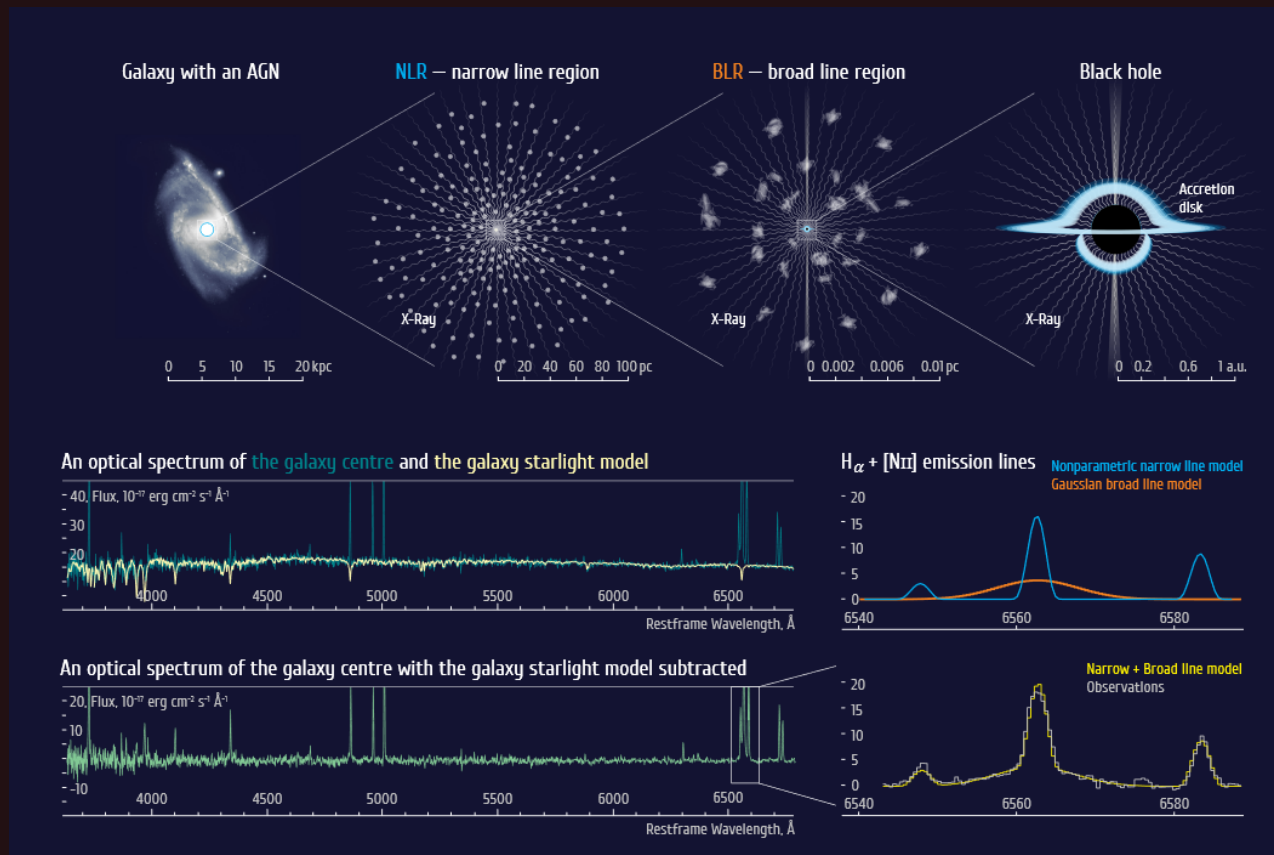 Galaxy with an AGN
NLR — narrow line region
BLR — broad line region
Black hole
Accretion
disk
X-Ray
X-Ray
X-Ray
0 5 10 15 20 kpc
0 20 40 60 80 100 pc
0 0.002 0.006 0.01 pc
0 0.2 0.6 1 a.u.
An optical spectrum of the galaxy centre and the galaxy starlight model
40, Flux, 10⁻¹⁷ erg cm⁻² s⁻¹ Å⁻¹
30
20
4000 4500 5000 5500 6000 6500
Restframe Wavelength, Å
Hα + [NII] emission lines
Nonparametric narrow line model
Gaussian broad line model
20
15
10
5
0
6540 6560 6580
An optical spectrum of the galaxy centre with the galaxy starlight model subtracted
20, Flux, 10⁻¹⁷ erg cm⁻² s⁻¹ Å⁻¹
10
0
-10
4000 4500 5000 5500 6000 6500
Restframe Wavelength, Å
Narrow + Broad line model
Observations
20
15
10
5
0
6540 6560 6580